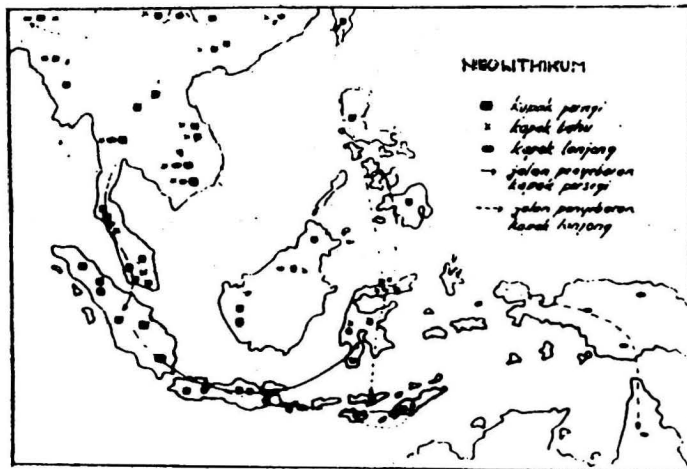 NEOLITHIKUM
kapak persegi
kapak bahu
kapak lonjong
jalan penyebaran
kapak persegi
jalan penyebaran
kapak lonjong